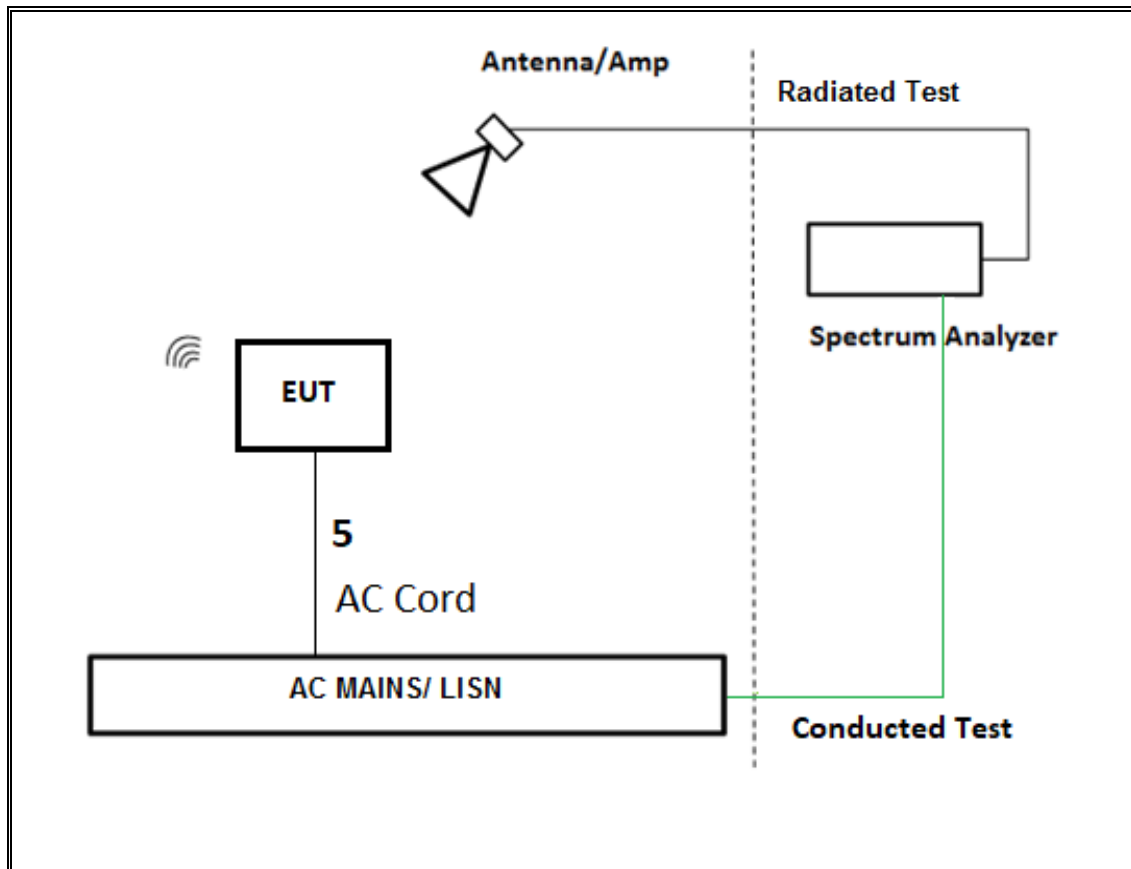 Antenna/Amp
Radiated Test
Spectrum Analyzer
EUT
5
AC Cord
AC MAINS/ LISN
Conducted Test